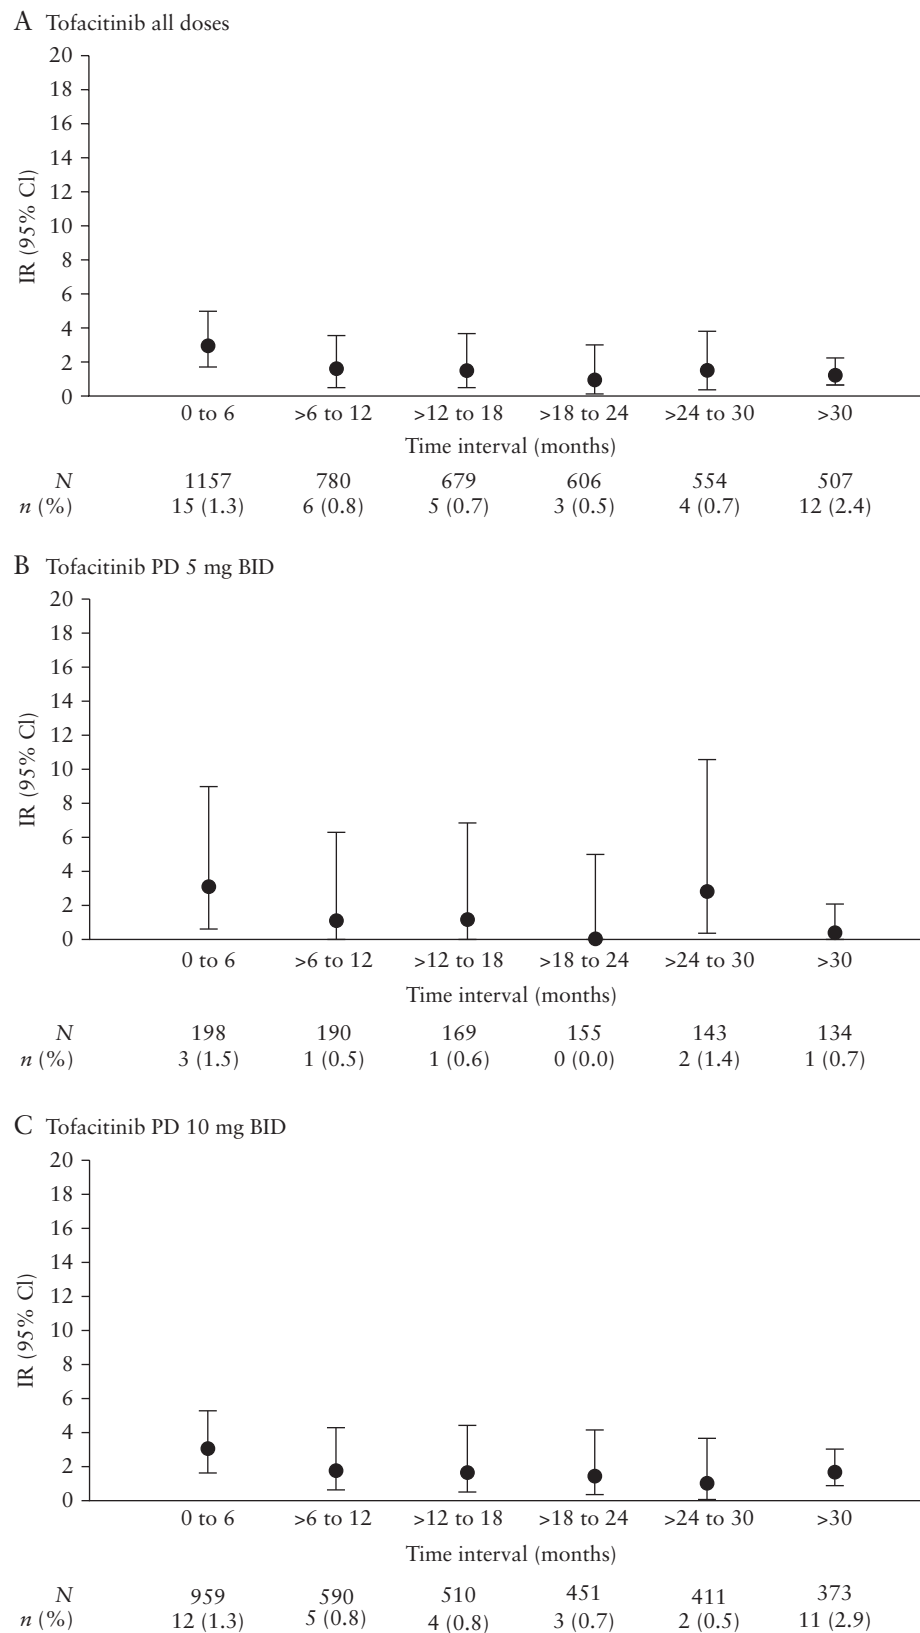 A Tofacitinib all doses
20
18
16
14
12
10
8
6
4
2
0
IR (95% CI)
0 to 6 >6 to 12 >12 to 18 >18 to 24 >24 to 30 >30
Time interval (months)
N 1157 780 679 606 554 507
n (%) 15 (1.3) 6 (0.8) 5 (0.7) 3 (0.5) 4 (0.7) 12 (2.4)
B Tofacitinib PD 5 mg BID
20
18
16
14
12
10
8
6
4
2
0
IR (95% CI)
0 to 6 >6 to 12 >12 to 18 >18 to 24 >24 to 30 >30
Time interval (months)
N 198 190 169 155 143 134
n (%) 3 (1.5) 1 (0.5) 1 (0.6) 0 (0.0) 2 (1.4) 1 (0.7)
C Tofacitinib PD 10 mg BID
20
18
16
14
12
10
8
6
4
2
0
IR (95% CI)
0 to 6 >6 to 12 >12 to 18 >18 to 24 >24 to 30 >30
Time interval (months)
N 959 590 510 451 411 373
n (%) 12 (1.3) 5 (0.8) 4 (0.8) 3 (0.7) 2 (0.5) 11 (2.9)